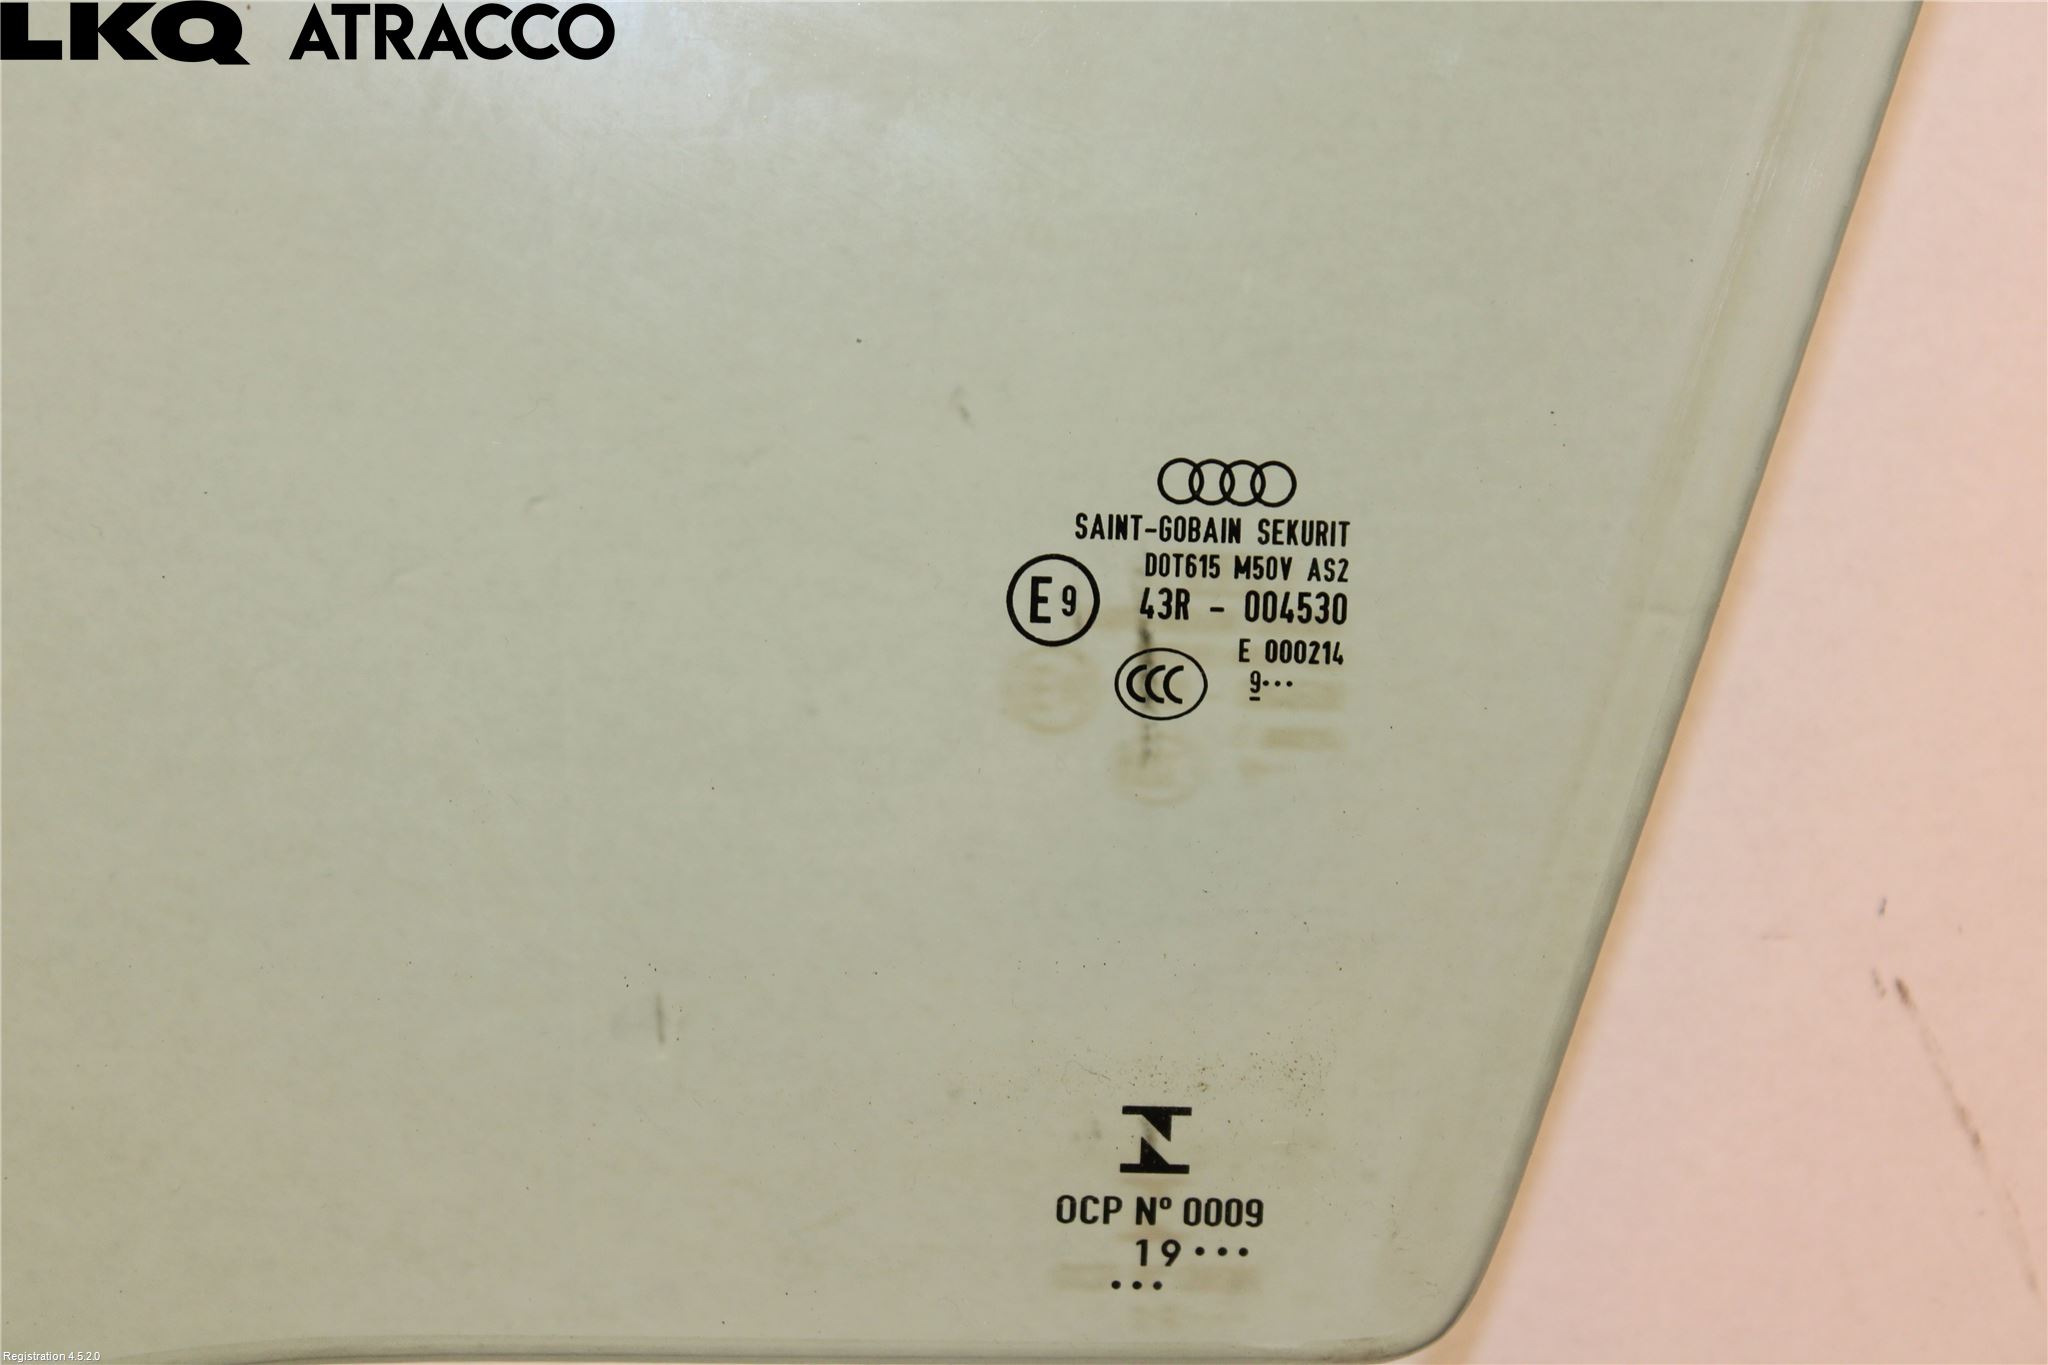 LKQ ATRACCO
SAINT-GOBAIN SEKURIT
DOT615 M50V AS2
E9
43R - 004530
E 000214
CCC
9...
OCP Nº 0009
19...
...
Registration 4.5.2.0